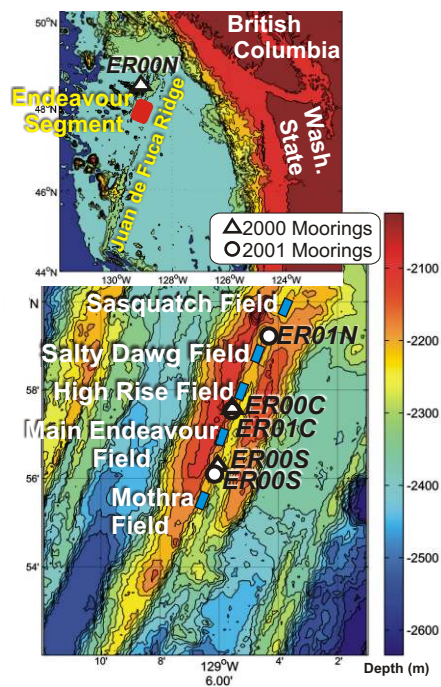 50°N
British
Columbia
ER00N
Endeavour
Segment
48°N
Juan de Fuca Ridge
Wash.
State
46°N
44°N
130°W
128°W
126°W
124°W
2000 Moorings
2001 Moorings
N
Sasquatch Field
ER01N
Salty Dawg Field
58'
High Rise Field
ER00C
Main Endeavour
Field
ER01C
ER00S
56'
ER00S
Mothra
Field
54'
10'
8'
129°W
6.00'
4'
2'
-2100
-2200
-2300
-2400
-2500
-2600
Depth (m)